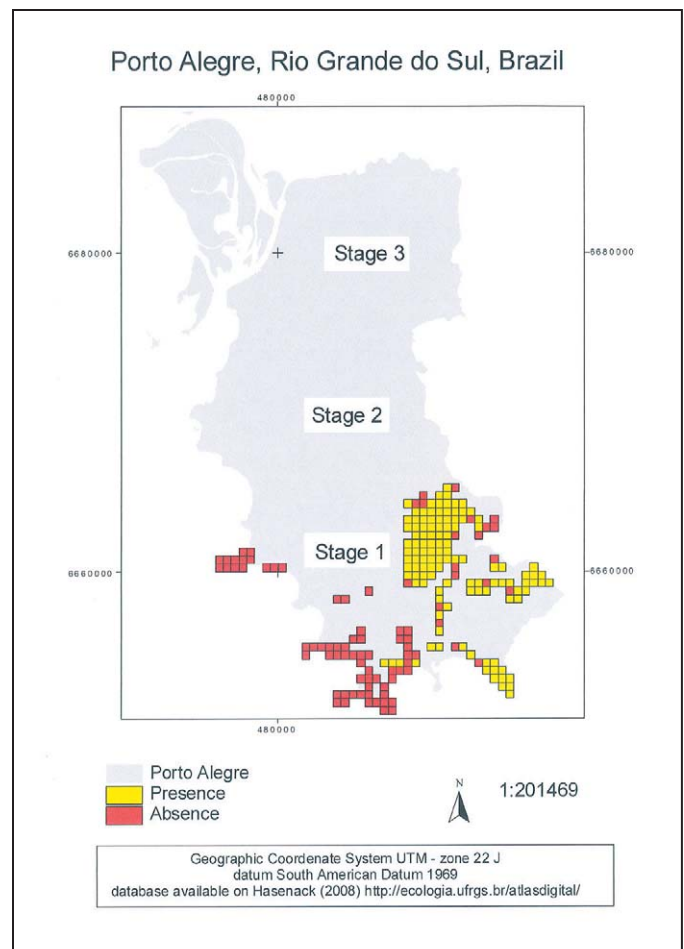 Porto Alegre, Rio Grande do Sul, Brazil
480000
6680000
6680000
Stage 3
Stage 2
Stage 1
6660000
6660000
480000
Porto Alegre
Presence
Absence
N
1:201469
Geographic Coordenate System UTM - zone 22 J
datum South American Datum 1969
database available on Hasenack (2008) http://ecologia.ufrgs.br/atlasdigital/